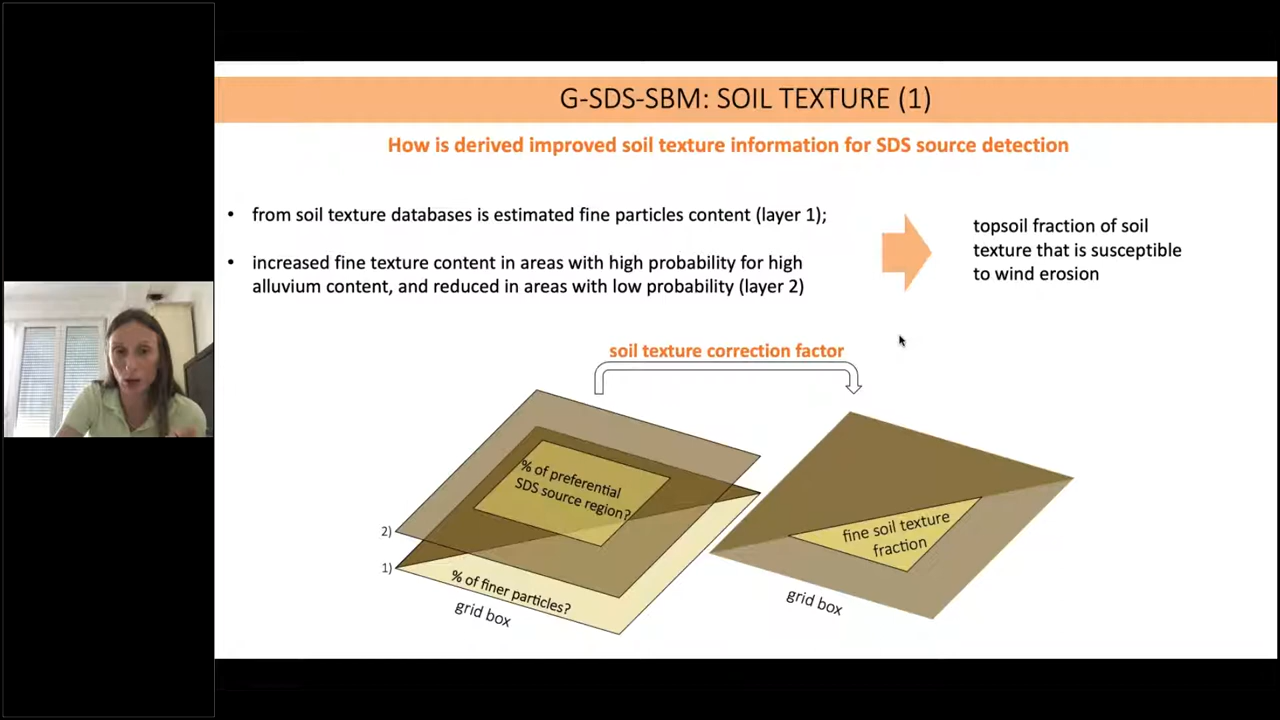 G-SDS-SBM: SOIL TEXTURE (1)
How is derived improved soil texture information for SDS source detection
• from soil texture databases is estimated fine particles content (layer 1);
• increased fine texture content in areas with high probability for high
alluvium content, and reduced in areas with low probability (layer 2)
topsoil fraction of soil
texture that is susceptible
to wind erosion
soil texture correction factor
% of preferential
SDS source region?
2)
1)
% of finer particles?
grid box
fine soil texture
fraction
grid box